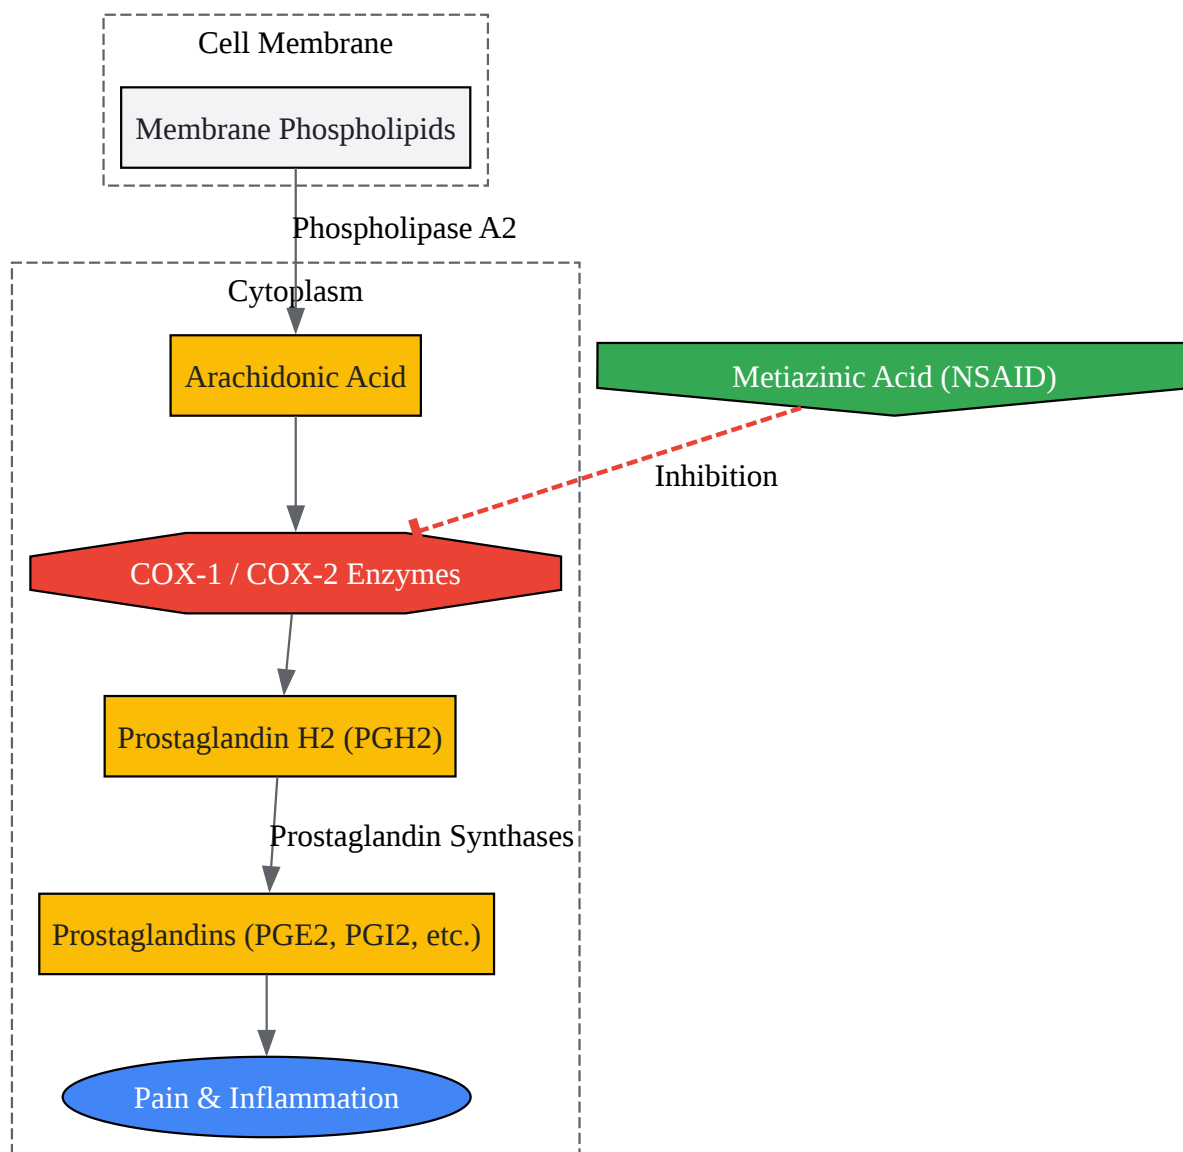 Cell Membrane
Membrane Phospholipids
Phospholipase A2
Cytoplasm
Arachidonic Acid
Metiazinic Acid (NSAID)
Inhibition
COX-1 / COX-2 Enzymes
Prostaglandin H2 (PGH2)
Prostaglandin Synthases
Prostaglandins (PGE2, PGI2, etc.)
Pain & Inflammation